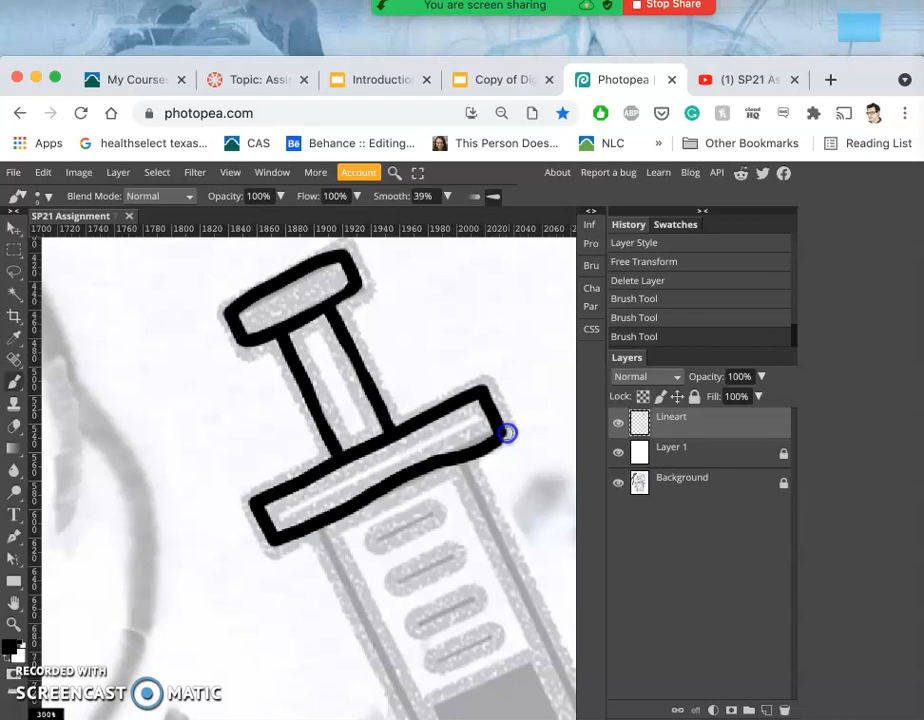 You are screen sharing Stop Share
My Course Topic: Assi Introduction Copy of Dig Photopea (1) SP21 As
photopea.com
Apps healthselect texas... CAS Behance :: Editing... This Person Does... NLC » Other Bookmarks Reading List
File Edit Image Layer Select Filter View Window More Account About Report a bug Learn Blog API
9 Blend Mode: Normal Opacity: 100% Flow: 100% Smooth: 39%
SP21 Assignment
1700 1720 1740 1760 1780 1800 1820 1840 1860 1880 1900 1920 1940 1960 1980 2000 2020 2040 2060
Inf
Pro
Bru
Cha
Par
CSS
History Swatches
Layer Style
Free Transform
Delete Layer
Brush Tool
Brush Tool
Brush Tool
Layers
Normal Opacity: 100%
Lock: Fill: 100%
Lineart
Layer 1
Background
RECORDED WITH
SCREENCAST MATIC
300%